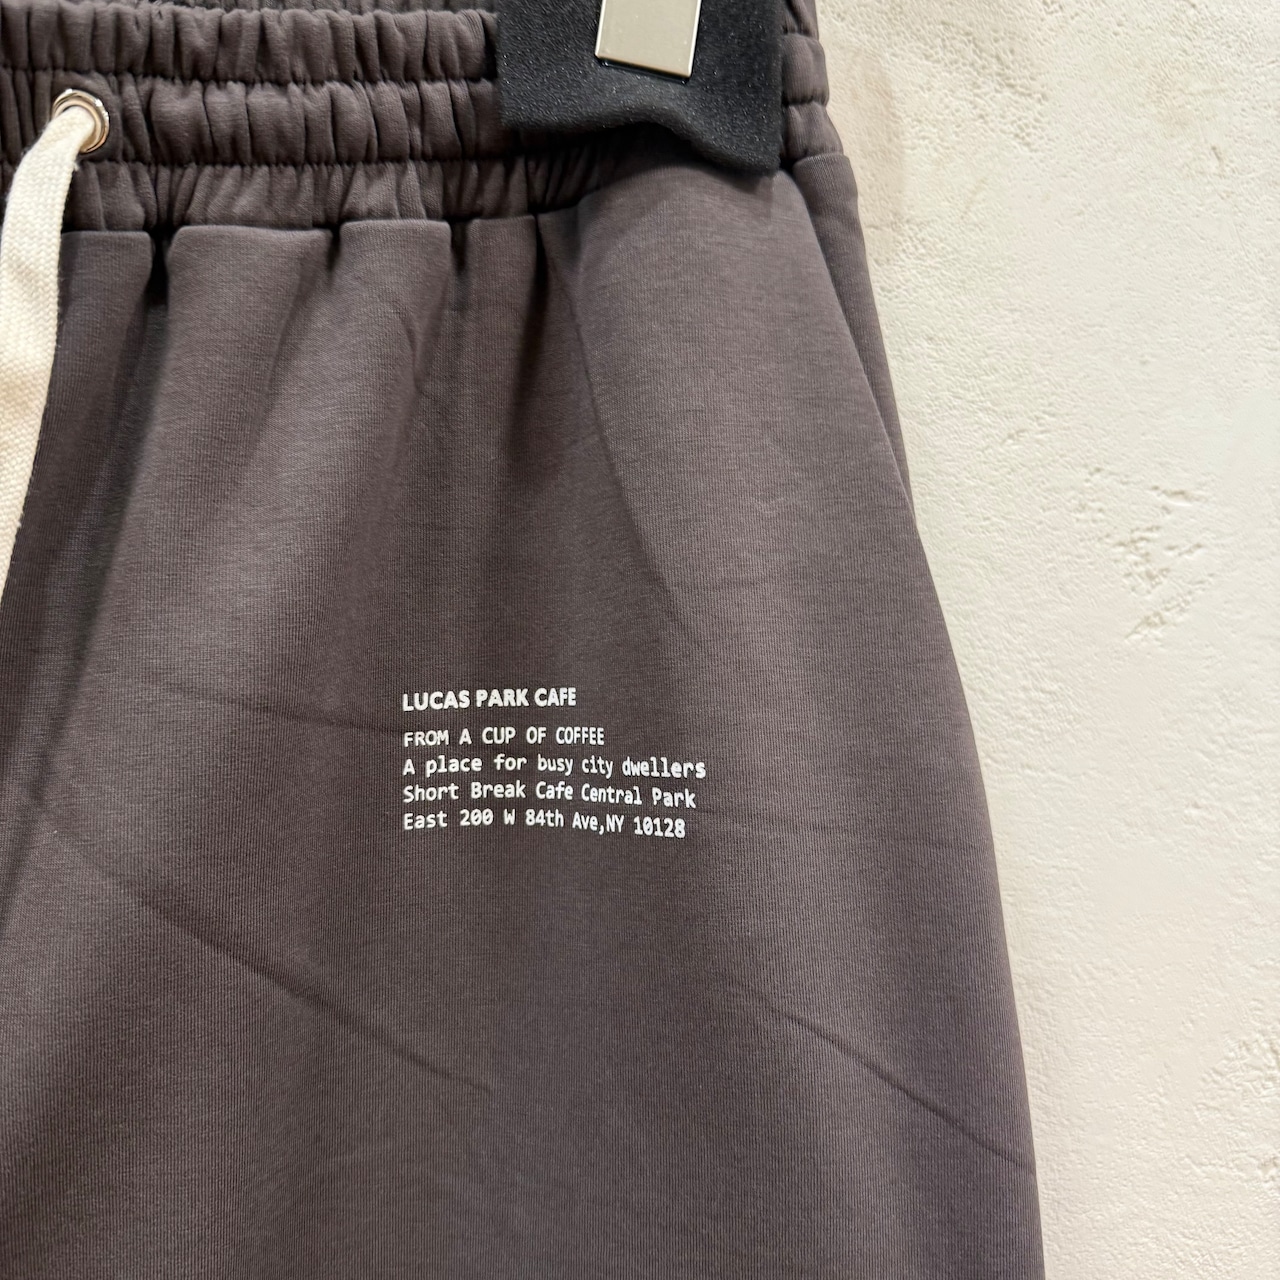 LUCAS PARK CAFE
FROM A CUP OF COFFEE
A place for busy city dwellers
Short Break Cafe Central Park
East 200 W 84th Ave,NY 10128